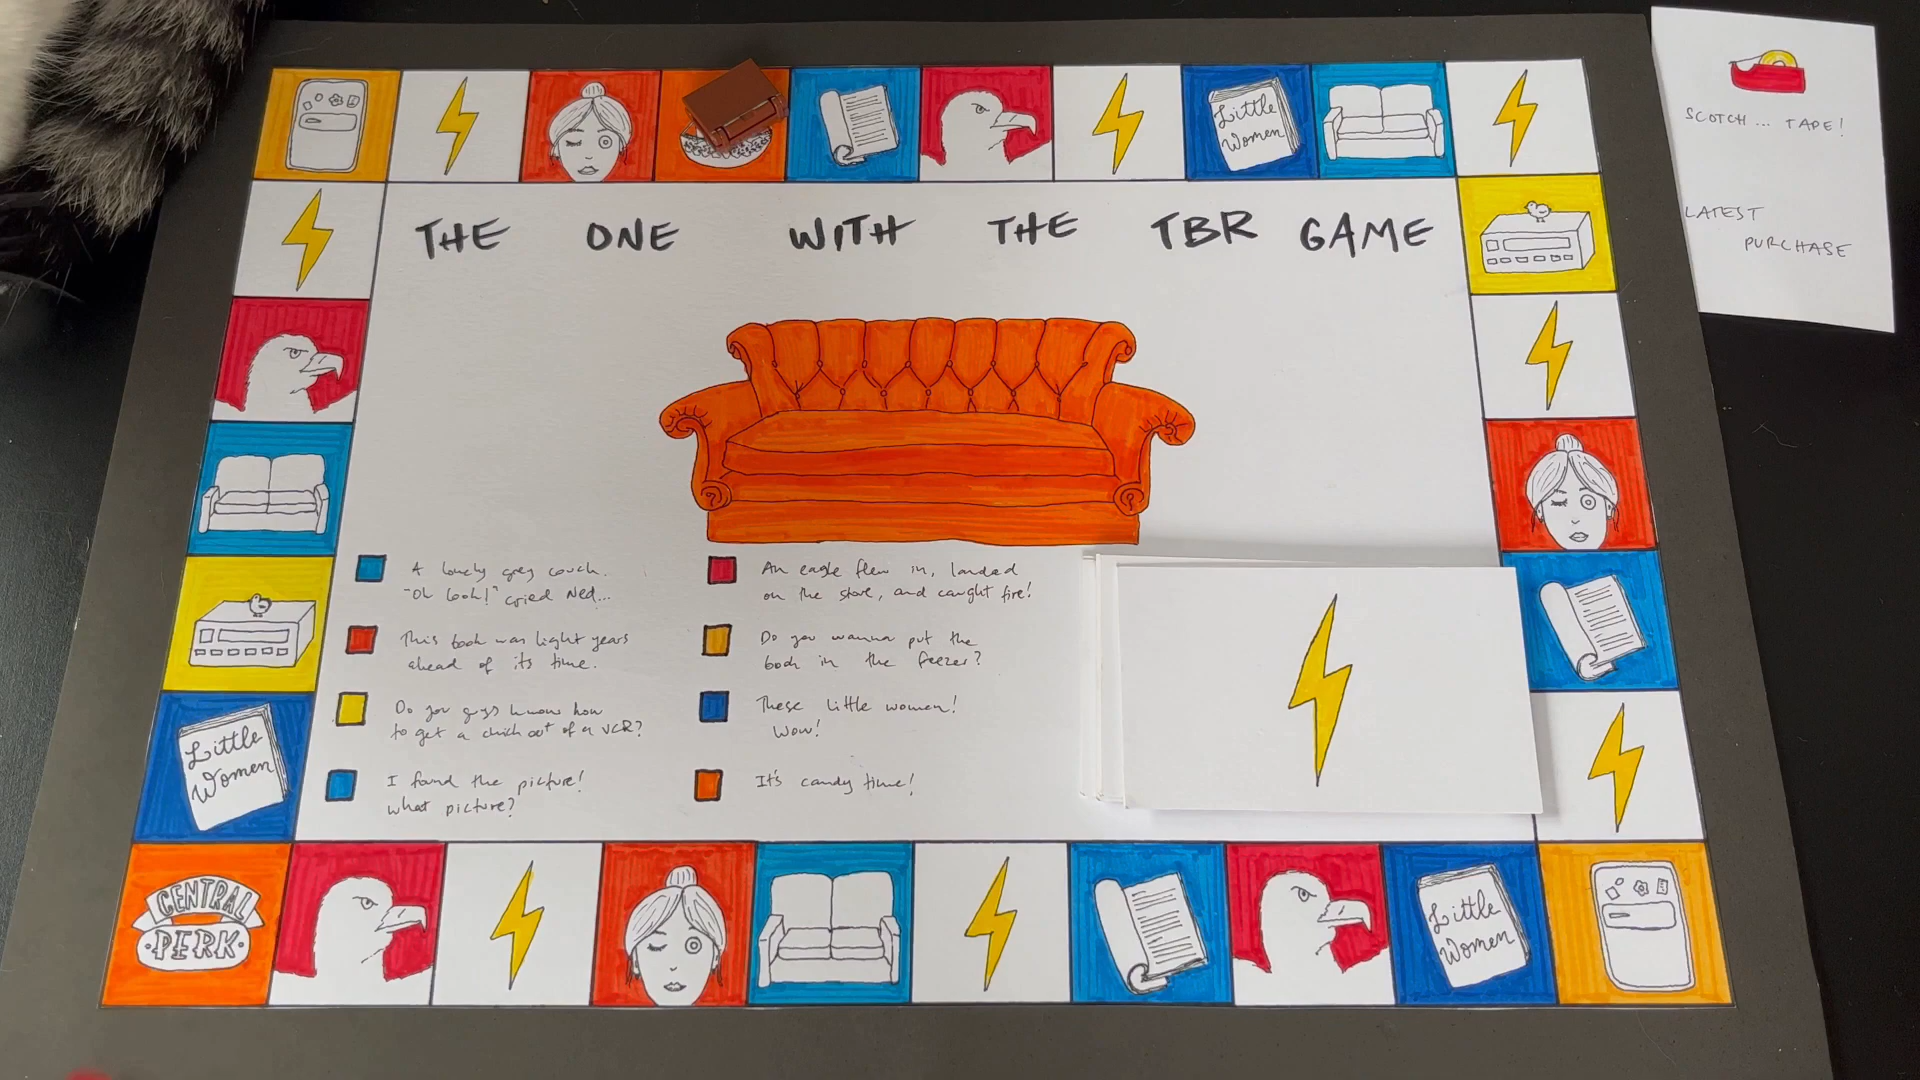 Little
Women
SCOTCH... TAPE!
LATEST
PURCHASE
THE ONE WITH THE TBR GAME
A lonely grey couch.
"Oh look!" cried Ned...
This book was light years
ahead of its time.
Do you guys know how
to get a chick out of a VCR?
I found the picture!
What picture?
An eagle flew in, landed
on the stove, and caught fire!
Do you wanna put the
book in the freezer?
These little women!
Wow!
It's candy time!
Little
Women
CENTRAL
PERK
Little
Women